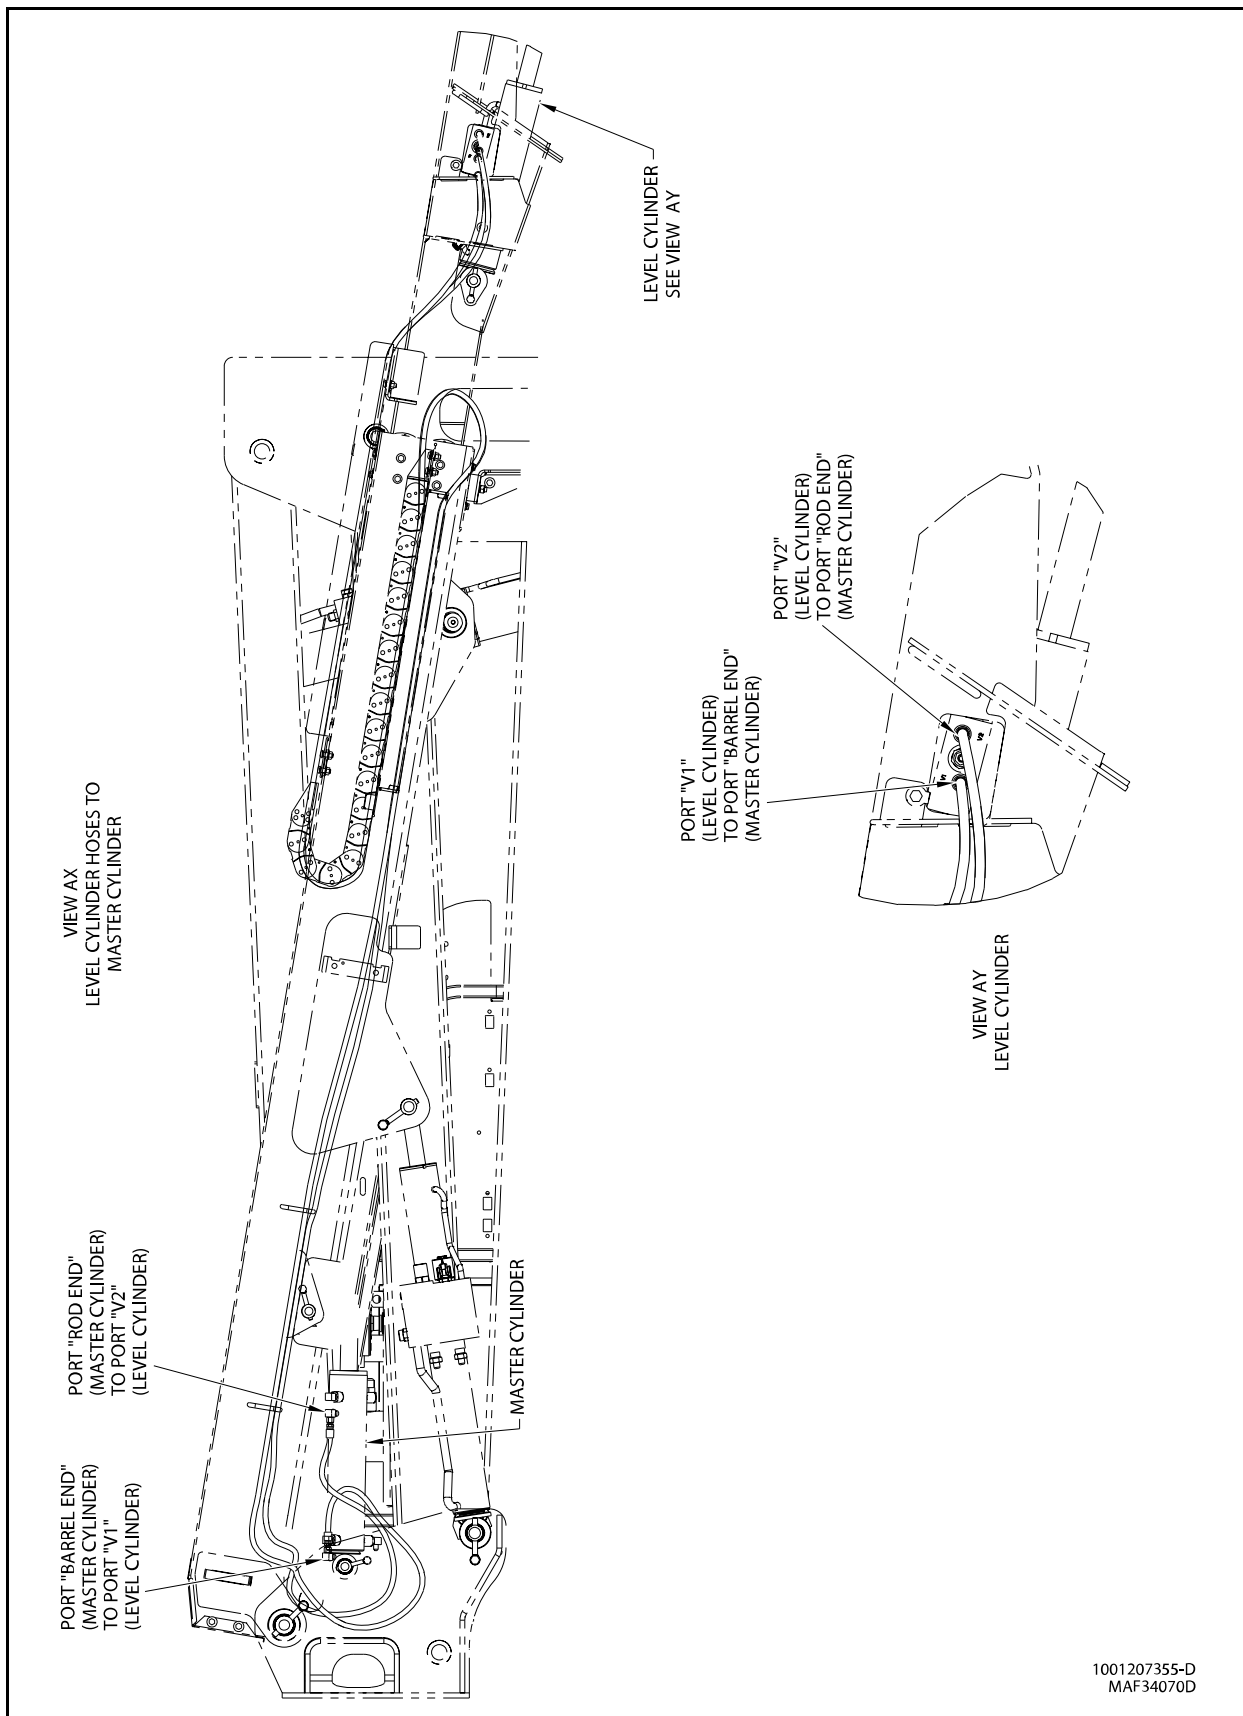 VIEW AX
LEVEL CYLINDER HOSES TO
MASTER CYLINDER
PORT "BARREL END"
(MASTER CYLINDER)
TO PORT "V1"
(LEVEL CYLINDER)
PORT "ROD END"
(MASTER CYLINDER)
TO PORT "V2"
(LEVEL CYLINDER)
MASTER CYLINDER
LEVEL CYLINDER
SEE VIEW AY
PORT "V1"
(LEVEL CYLINDER)
TO PORT "BARREL END"
(MASTER CYLINDER)
PORT "V2"
(LEVEL CYLINDER)
TO PORT "ROD END"
(MASTER CYLINDER)
V1
V2
VIEW AY
LEVEL CYLINDER
1001207355-D
MAF34070D